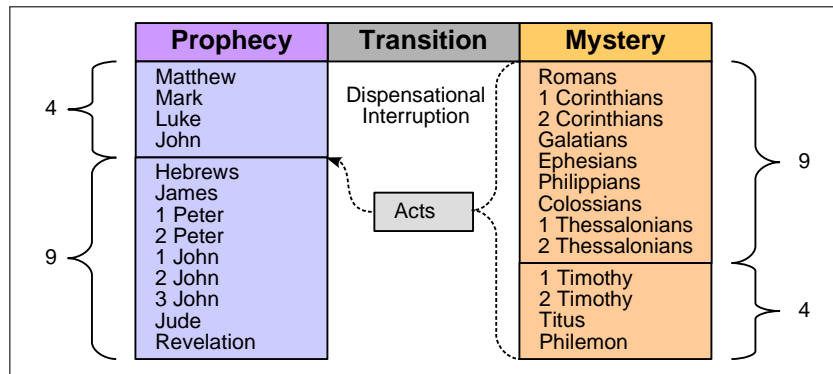 Prophecy
Transition
Mystery
4
Matthew
Mark
Luke
John
9
Hebrews
James
1 Peter
2 Peter
1 John
2 John
3 John
Jude
Revelation
Dispensational
Interruption
Acts
Romans
1 Corinthians
2 Corinthians
Galatians
Ephesians
Philippians
Colossians
1 Thessalonians
2 Thessalonians
9
1 Timothy
2 Timothy
Titus
Philemon
4